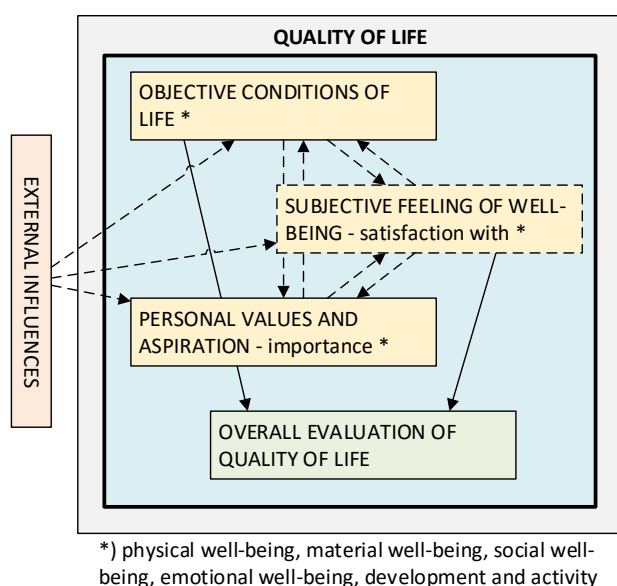 QUALITY OF LIFE
OBJECTIVE CONDITIONS OF
LIFE *
EXTERNAL INFLUENCES
SUBJECTIVE FEELING OF WELL-
BEING - satisfaction with *
PERSONAL VALUES AND
ASPIRATION - importance *
OVERALL EVALUATION OF
QUALITY OF LIFE
*) physical well-being, material well-being, social well-
being, emotional well-being, development and activity